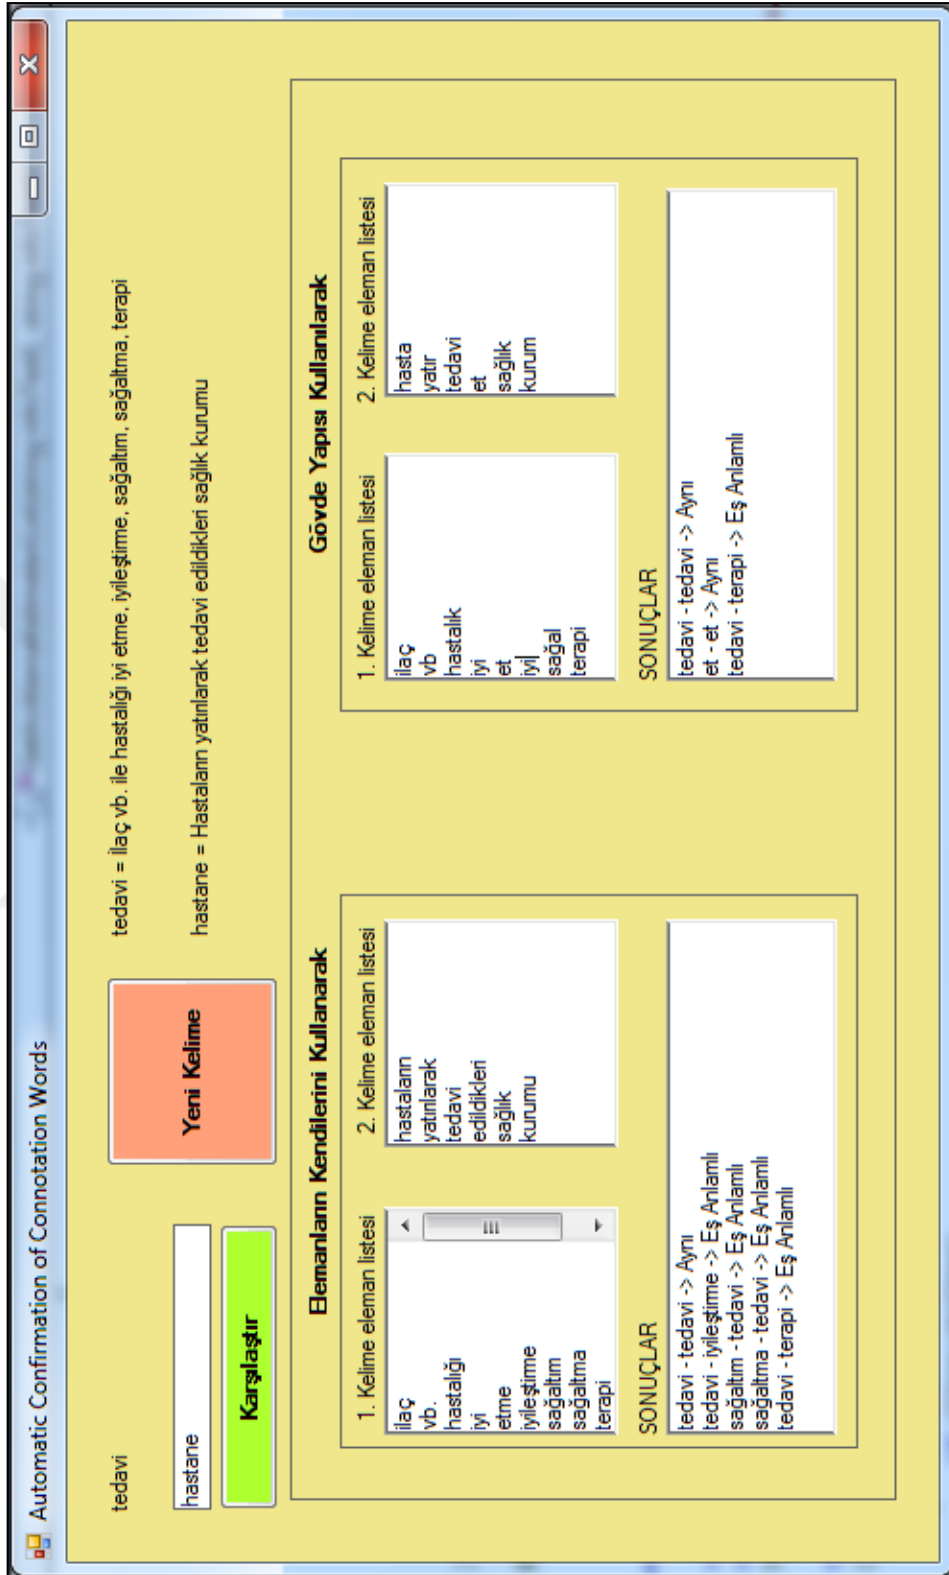 Automatic Confirmation of Connotation Words
tedavi
hastane
Karşılaştır
Yeni Kelime
tedavi = İlaç vb. ile hastalığı iyi etme, iyileştirme, sağaltım, sağaltma, terapi
hastane = Hastaların yatırılarak tedavi edildikleri sağlık kurumu
Elemanların Kendilerini Kullanarak
1. Kelime eleman listesi
ilaç
vb.
hastalığı
iyi
etme
iyileştirme
sağaltım
sağaltma
terapi
2. Kelime eleman listesi
hastaların
yatırılarak
tedavi
edildikleri
sağlık
kurumu
SONUÇLAR
tedavi - tedavi -> Aynı
tedavi - iyileştirme -> Eş Anlamlı
sağaltım - tedavi -> Eş Anlamlı
sağaltma - tedavi -> Eş Anlamlı
tedavi - terapi -> Eş Anlamlı
Gövde Yapısı Kullanılarak
1. Kelime eleman listesi
ilaç
vb
hastalık
iyi
et
iyil
sağal
terapi
2. Kelime eleman listesi
hasta
yatır
tedavi
et
sağlık
kurum
SONUÇLAR
tedavi - tedavi -> Aynı
et - et -> Aynı
tedavi - terapi -> Eş Anlamlı